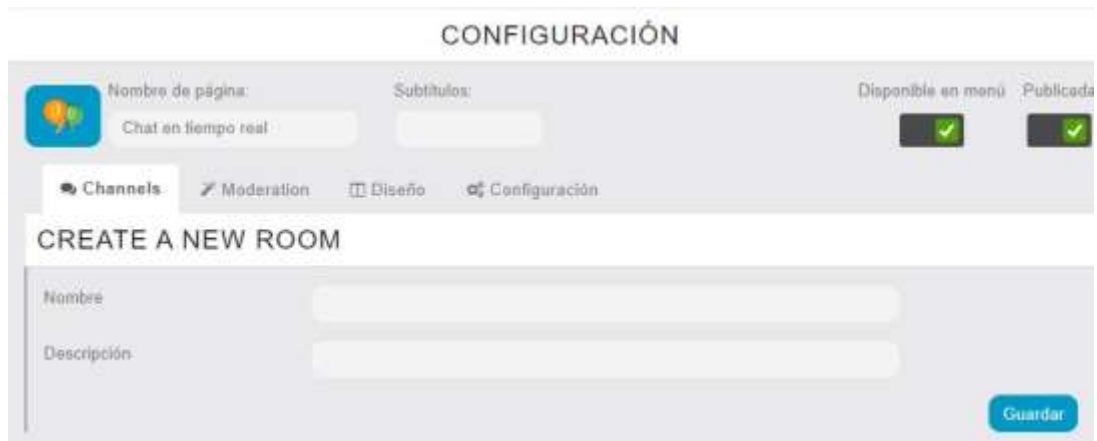 CONFIGURACIÓN
Nombre de página: Subtítulos: Disponible en menú Publicada
Chat en tiempo real
Channels Moderation Diseño Configuración
CREATE A NEW ROOM
Nombre
Descripción
Guardar